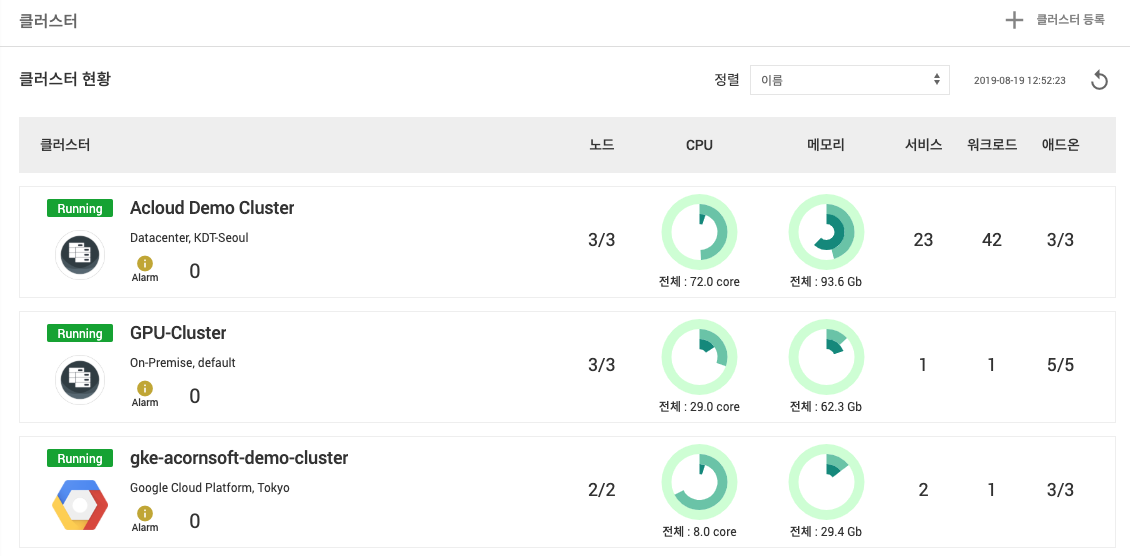 클러스터
클러스터 등록
클러스터 현황
정렬 이름 2019-08-19 12:52:23
클러스터 노드 CPU 메모리 서비스 워크로드 애드온
Running Acloud Demo Cluster
Datacenter, KDT-Seoul
3/3 23 42 3/3
Alarm 0
전체 : 72.0 core 전체 : 93.6 Gb
Running GPU-Cluster
On-Premise, default
3/3 1 1 5/5
Alarm 0
전체 : 29.0 core 전체 : 62.3 Gb
Running gke-acornsoft-demo-cluster
Google Cloud Platform, Tokyo
2/2 2 1 3/3
Alarm 0
전체 : 8.0 core 전체 : 29.4 Gb